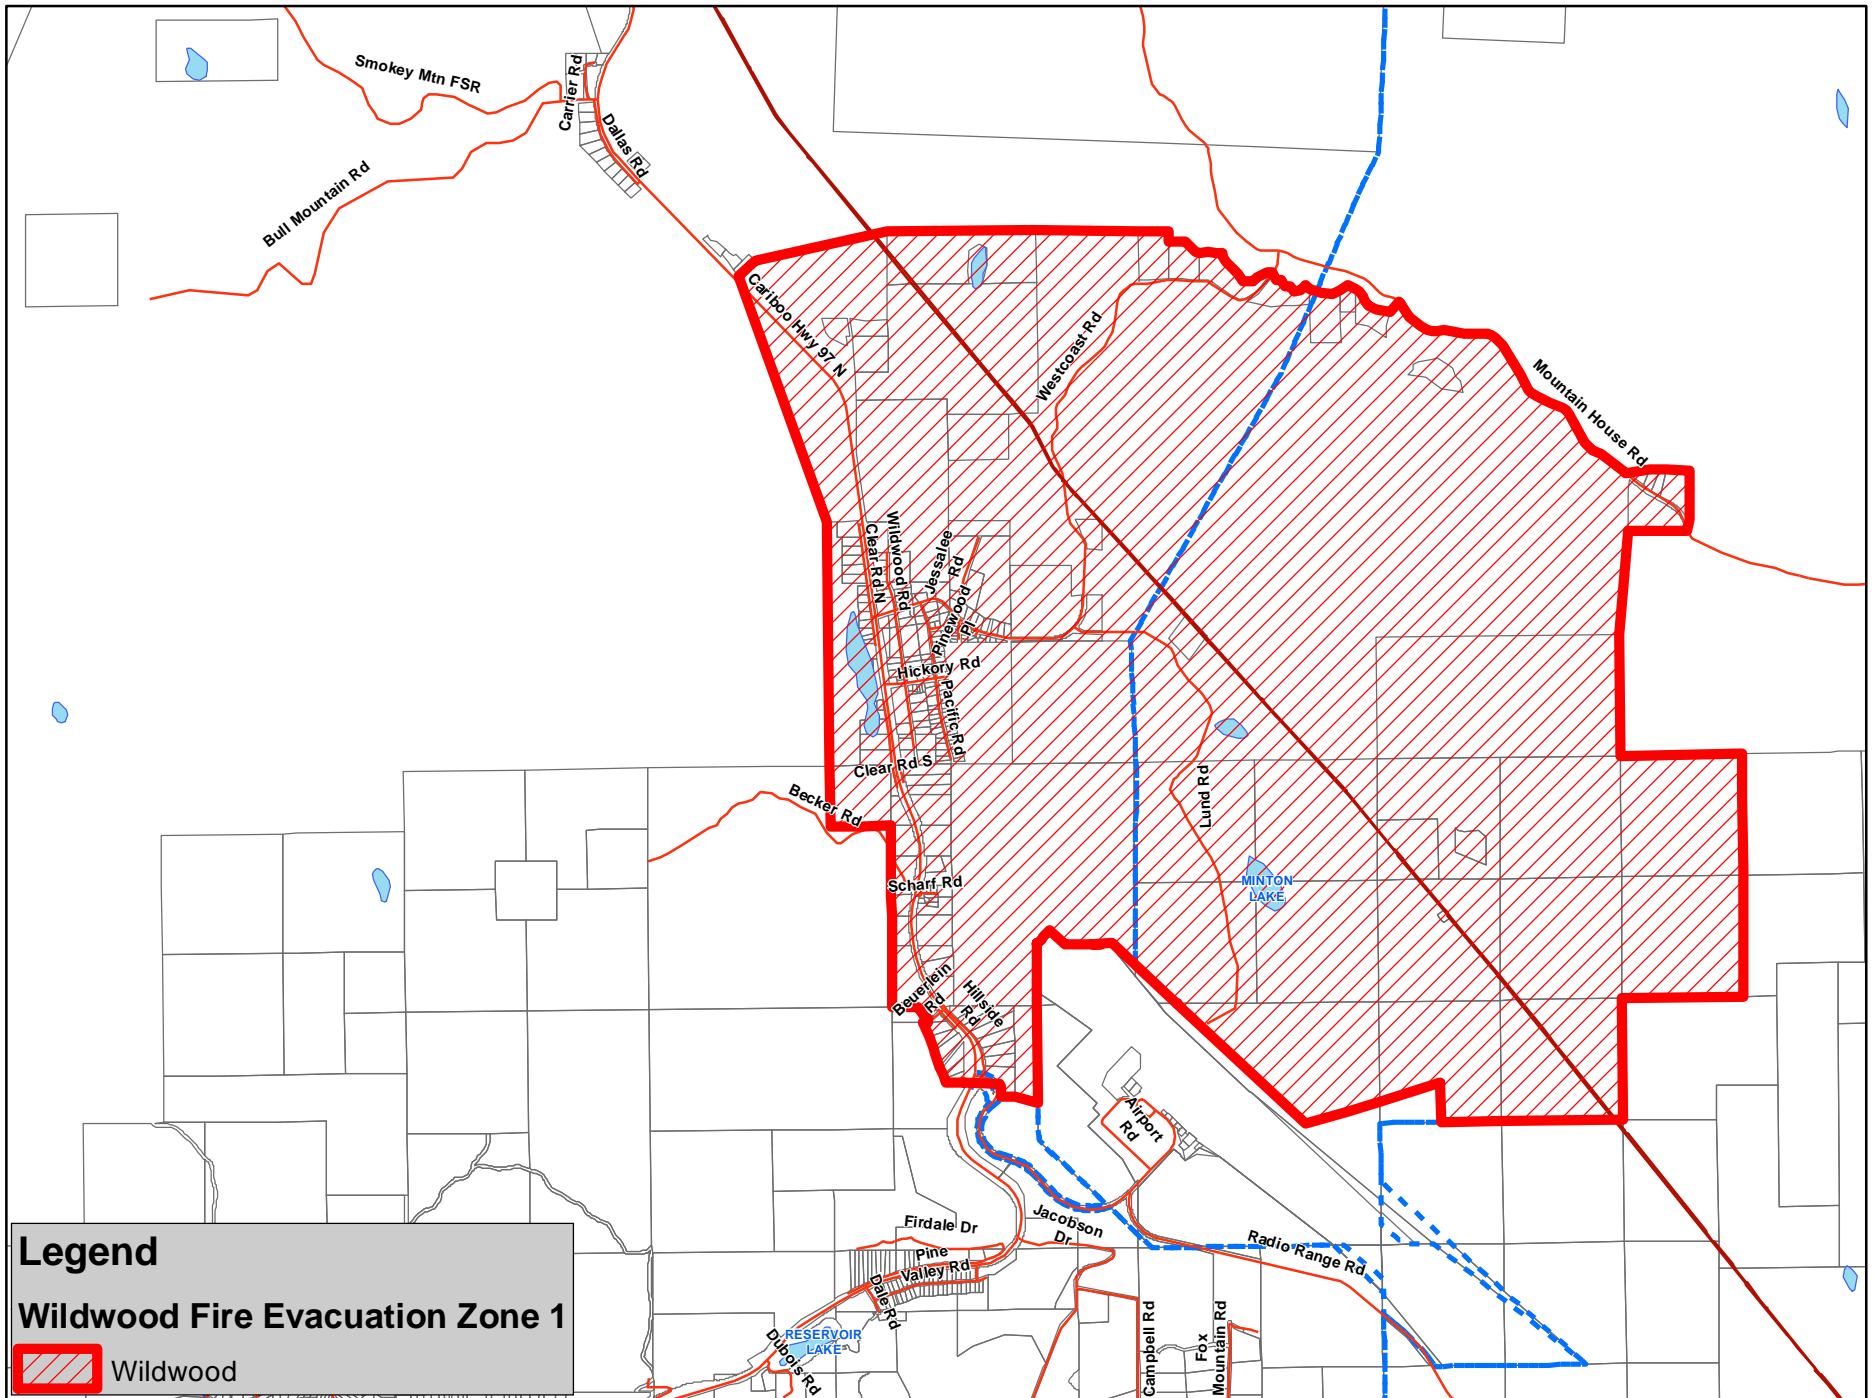 Smokey Mtn FSR
Carrier Rd
Dallas Rd
Bull Mountain Rd
Cariboo Hwy 97 N
Westcoast Rd
Mountain House Rd
Clear Rd N
Wildwood Rd
Jessalee
Rd
Pinewood
Pl
Hickory Rd
Pacific Rd
Clear Rd S
Becker Rd
Lund Rd
Scharf Rd
MINTON
LAKE
Beuerlein
Rd
Hillside
Rd
Airport
Rd
Firdale Dr
Jacobson
Dr
Pine
Valley Rd
Radio Range Rd
Dale Rd
RESERVOIR
LAKE
Dubois Rd
Campbell Rd
Fox
Mountain Rd
Legend
Wildwood Fire Evacuation Zone 1
Wildwood